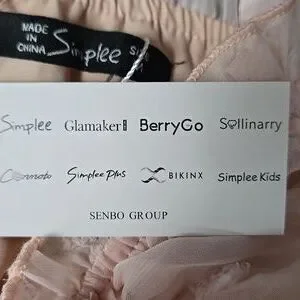 MADE
IN
CHINA
Simplee
Simplee Glamaker BerryGo Sollinarry
Simplee Plus BIKINX Simplee Kids
SENBO GROUP